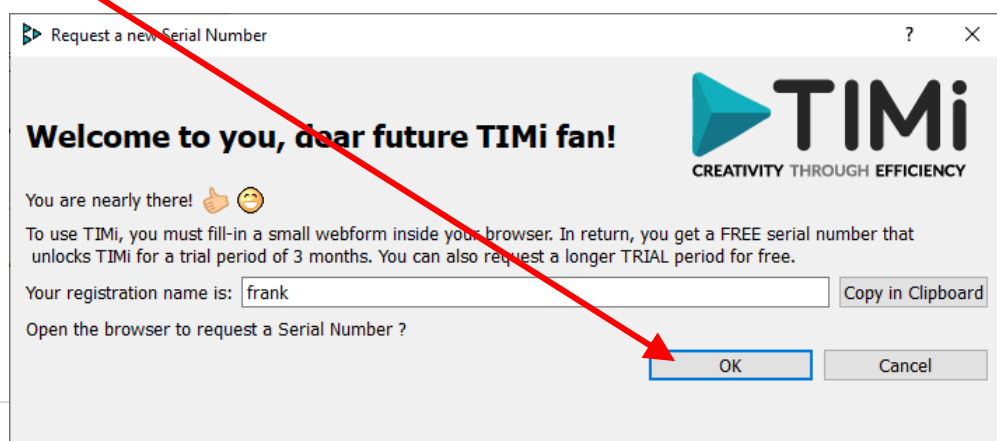 Request a new Serial Number
TIMi
CREATIVITY THROUGH EFFICIENCY
Welcome to you, dear future TIMi fan!
You are nearly there!
To use TIMi, you must fill-in a small webform inside your browser. In return, you get a FREE serial number that
unlocks TIMi for a trial period of 3 months. You can also request a longer TRIAL period for free.
Your registration name is: frank Copy in Clipboard
Open the browser to request a Serial Number ?
OK Cancel